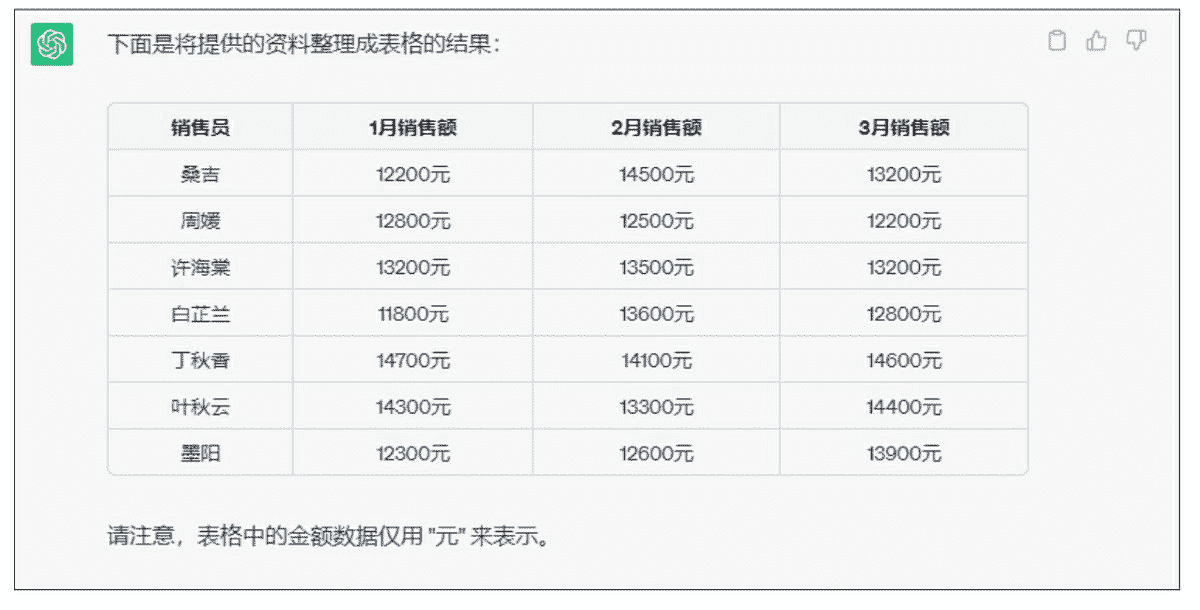 下面是将提供的资料整理成表格的结果：
销售员 1月销售额 2月销售额 3月销售额
桑吉 12200元 14500元 13200元
周媛 12800元 12500元 12200元
许海棠 13200元 13500元 13200元
白芷兰 11800元 13600元 12800元
丁秋香 14700元 14100元 14600元
叶秋云 14300元 13300元 14400元
墨阳 12300元 12600元 13900元
请注意，表格中的金额数据仅用 "元" 来表示。